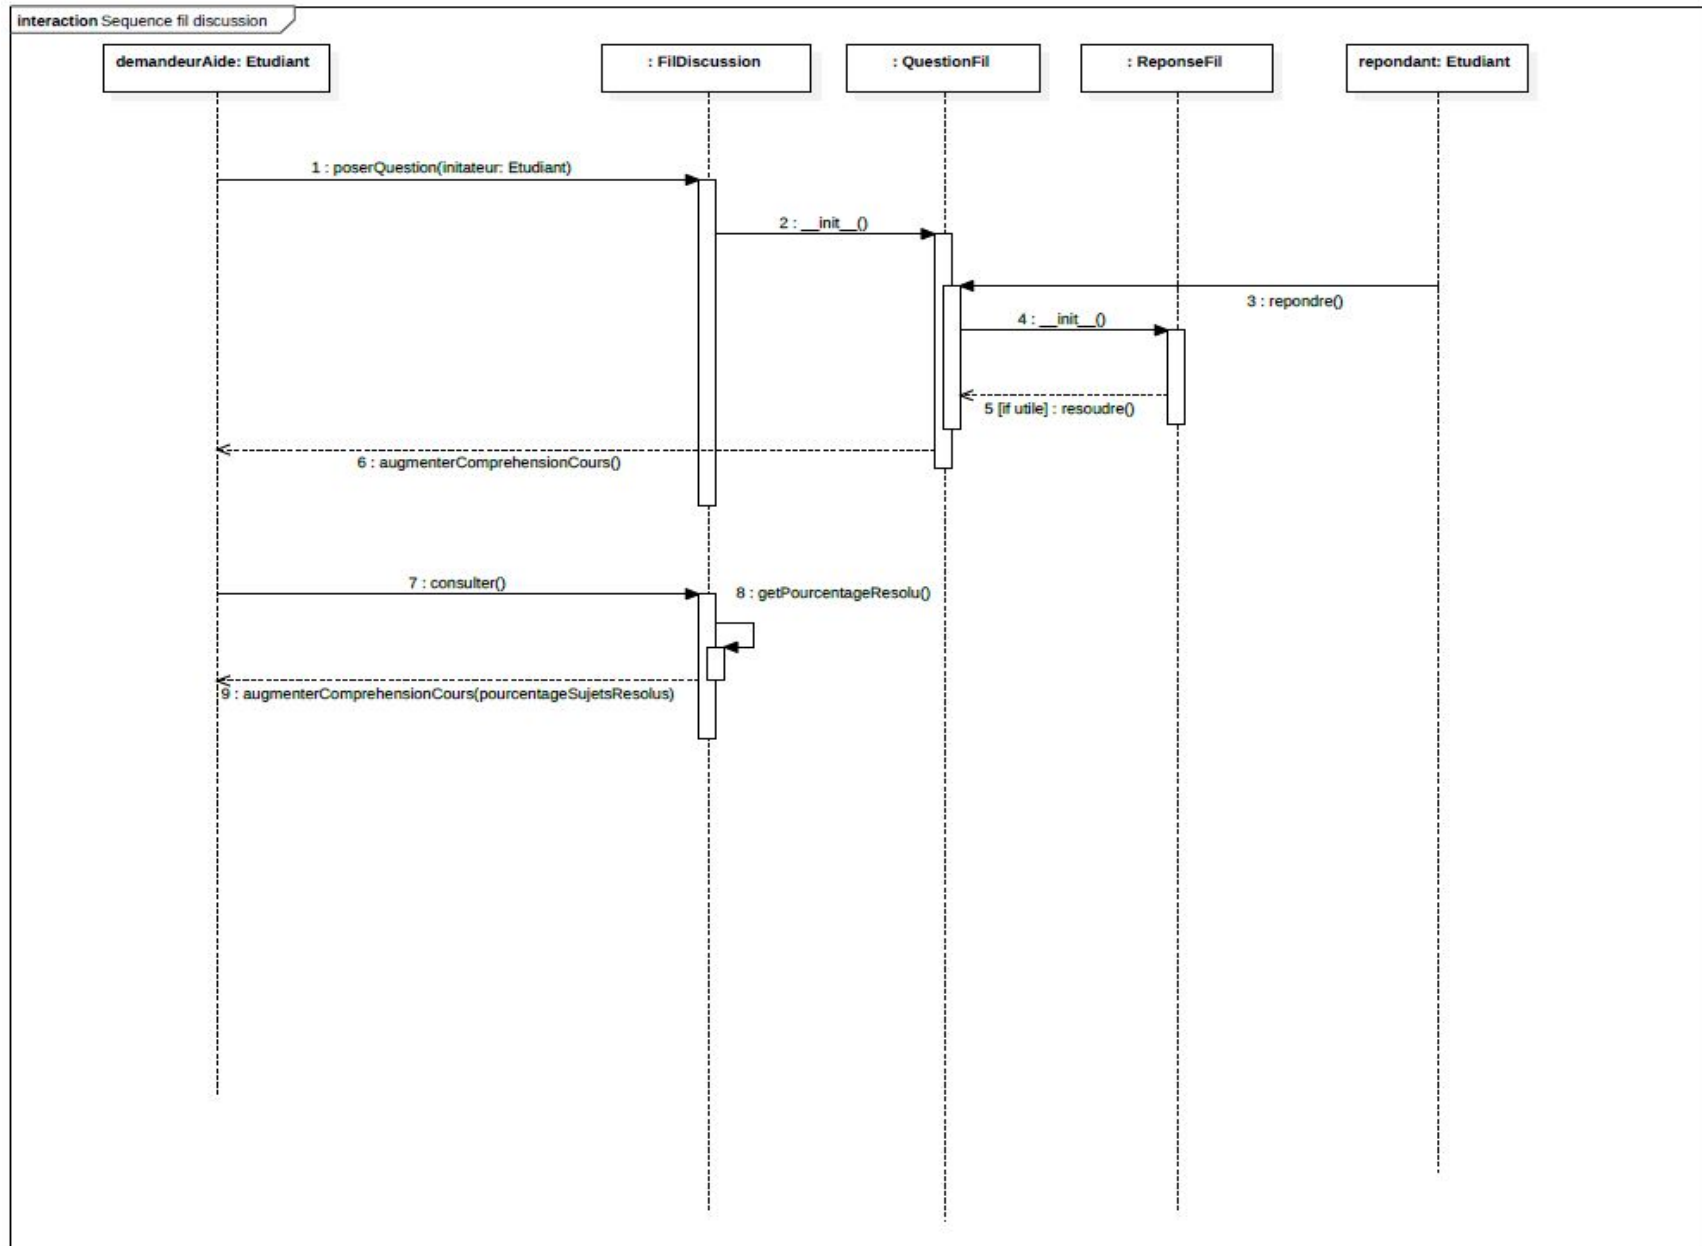 interaction Sequence fil discussion
demandeurAide: Etudiant
: FilDiscussion
: QuestionFil
: ReponseFil
repondant: Etudiant
1 : poserQuestion(initateur: Etudiant)
2 : __init__()
3 : repondre()
4 : __init__()
5 [if utile] : resoudre()
6 : augmenterComprehensionCours()
7 : consulter()
8 : getPourcentageResolu()
9 : augmenterComprehensionCours(pourcentageSujetsResolus)